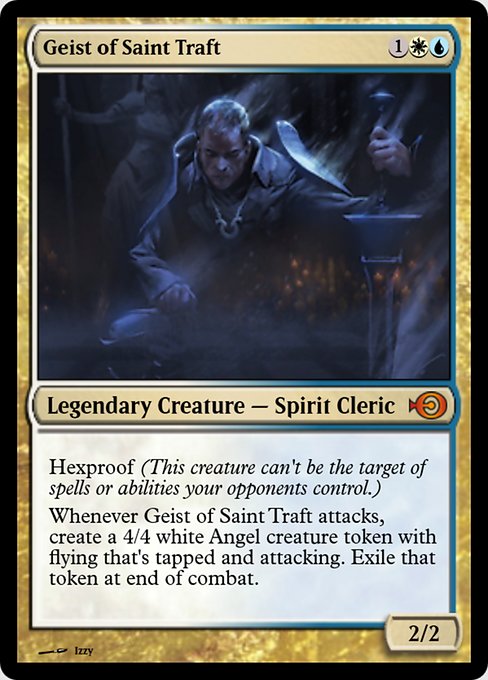 Geist of Saint Traft 1
Legendary Creature — Spirit Cleric
Hexproof (This creature can't be the target of
spells or abilities your opponents control.)
Whenever Geist of Saint Traft attacks,
create a 4/4 white Angel creature token with
flying that's tapped and attacking. Exile that
token at end of combat.
2/2
Izzy